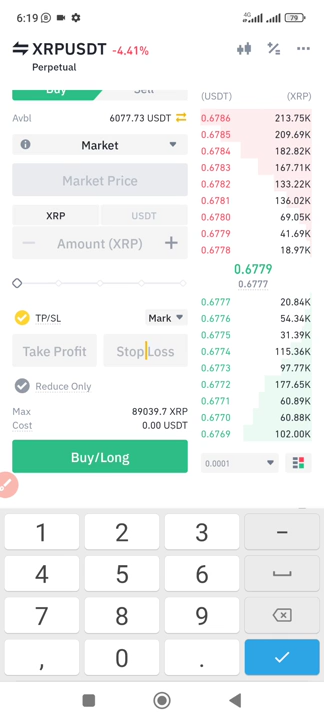 6:19
4G
79
XRPUSDT -4.41%
Perpetual
Buy
Sell
Avbl 6077.73 USDT
Market
Market Price
XRP USDT
Amount (XRP)
TP/SL Mark
Take Profit Stop Loss
Reduce Only
Max 89039.7 XRP
Cost 0.00 USDT
Buy/Long
(USDT) (XRP)
0.6786 213.75K
0.6785 209.69K
0.6784 182.82K
0.6783 167.71K
0.6782 133.22K
0.6781 136.02K
0.6780 69.05K
0.6779 41.69K
0.6778 18.97K
0.6779
0.6777
0.6777 20.84K
0.6776 54.34K
0.6775 31.39K
0.6774 115.36K
0.6773 97.77K
0.6772 177.65K
0.6771 60.89K
0.6770 60.88K
0.6769 102.00K
0.0001
1 2 3 −
4 5 6
7 8 9
, 0 .